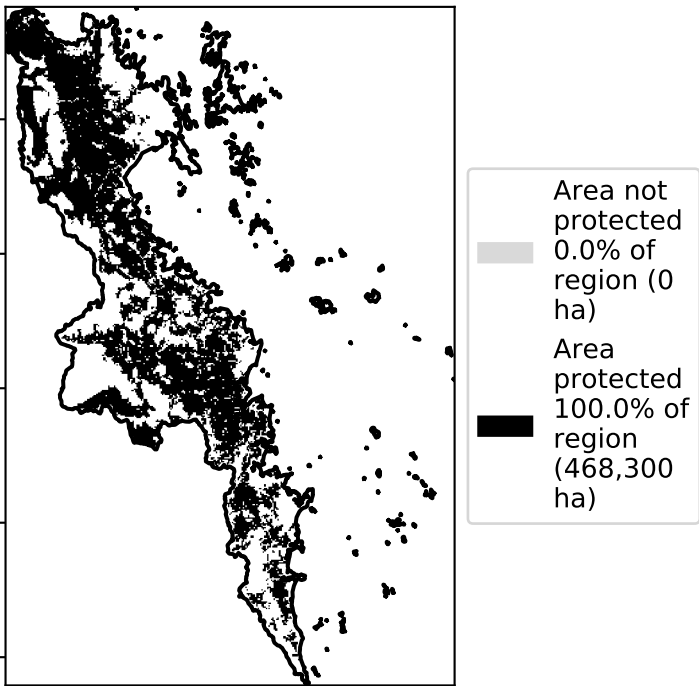 Area not
protected
0.0% of
region (0
ha)
Area
protected
100.0% of
region
(468,300
ha)